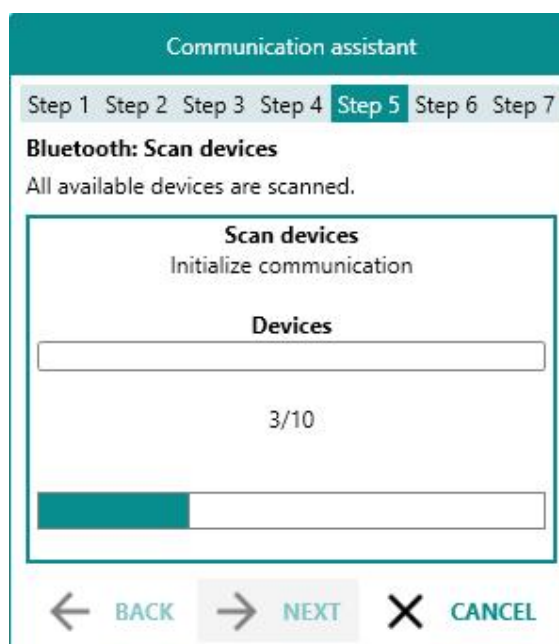 Communication assistant
Step 1 Step 2 Step 3 Step 4 Step 5 Step 6 Step 7
Bluetooth: Scan devices
All available devices are scanned.
Scan devices
Initialize communication
Devices
3/10
BACK NEXT CANCEL